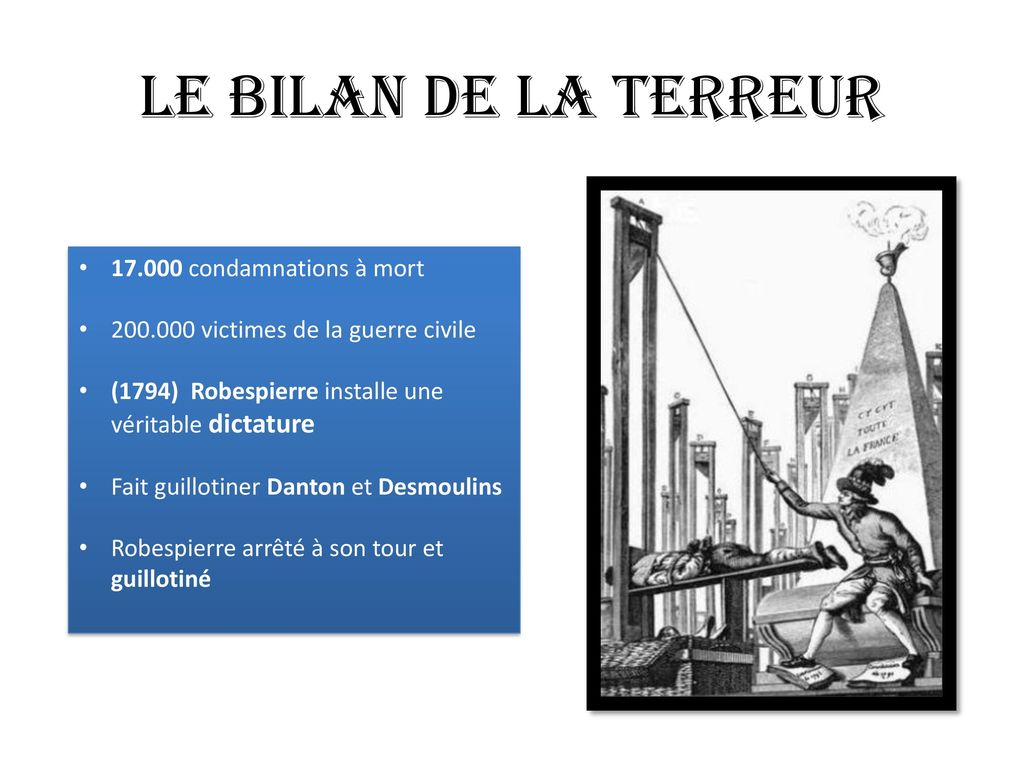 LE BILAN DE LA TERREUR
• 17.000 condamnations à mort
• 200.000 victimes de la guerre civile
• (1794) Robespierre installe une
véritable dictature
• Fait guillotiner Danton et Desmoulins
• Robespierre arrêté à son tour et
guillotiné
A
CY GYT
TOUTE
LA FRANCE